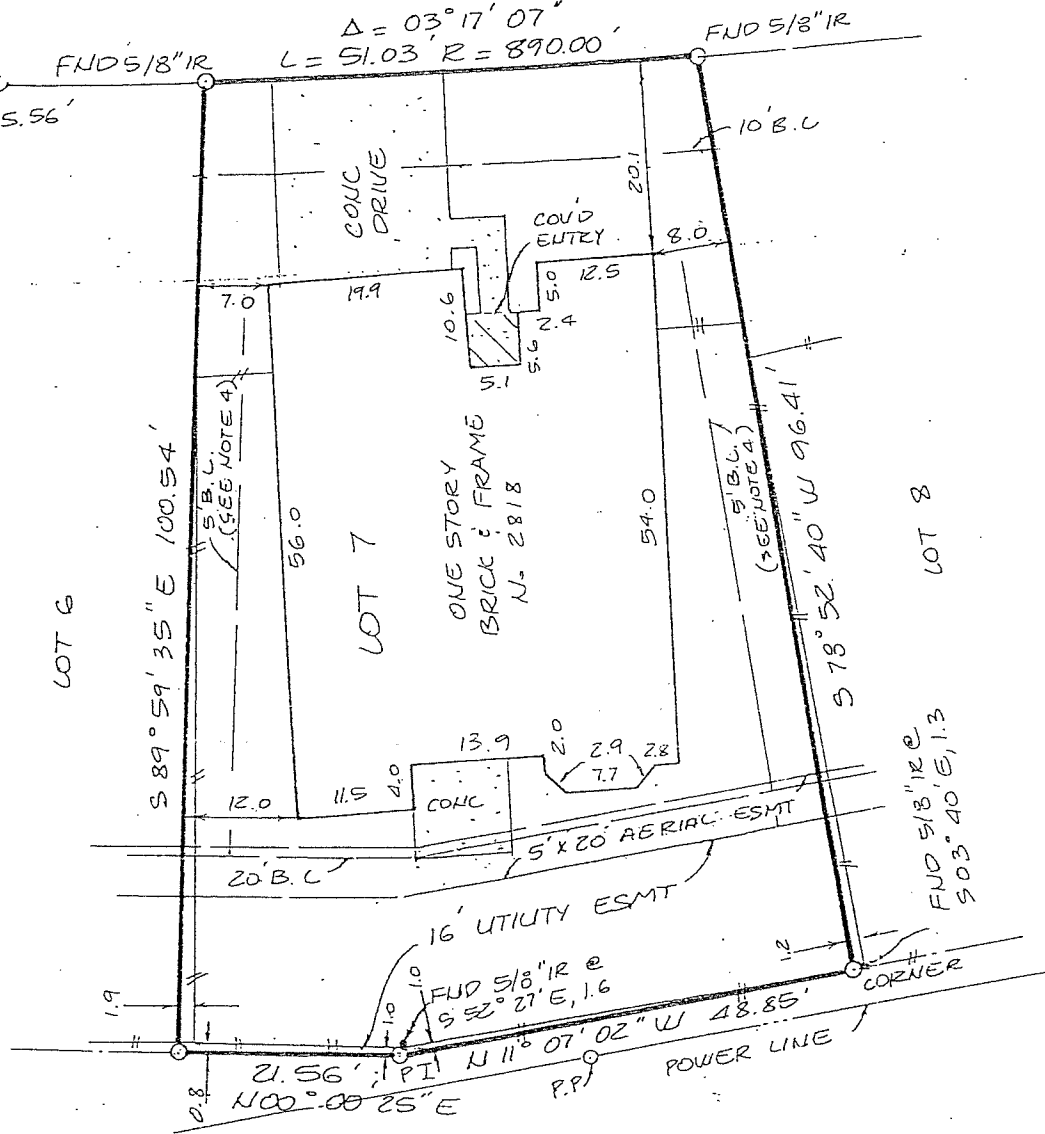 Δ = 03° 17' 07"
FND 5/8" IR
L = 51.03' R = 890.00'
FND 5/8" IR
5.56'
10' B.L
CONC
DRIVE
20.1
COV'D
ENTRY
8.0
7.0
19.9
12.5
5.0
10.6
2.4
5.6
5.1
5' B.L.
(SEE NOTE 4)
5' B.L.
(SEE NOTE 4)
S 89° 59' 35" E 100.54'
56.0
LOT 7
ONE STORY
BRICK & FRAME
No 2818
54.0
S 78° 52' 40" W 96.41'
LOT 8
LOT 6
13.9
2.0
2.9
2.8
7.7
12.0
11.5
4.0
CONC
5' X 20' AERIAL ESMT
20' B.L
16' UTILITY ESMT
FND 5/8" IR @
S 03° 40' E, 1.3
1.2
1.9
1.0
1.0
FND 5/8" IR @
S 52° 27' E, 1.6
CORNER
21.56'; PI
N 11° 07' 02" W 48.85'
N 00° 00' 25" E
0.8
P.P.
POWER LINE